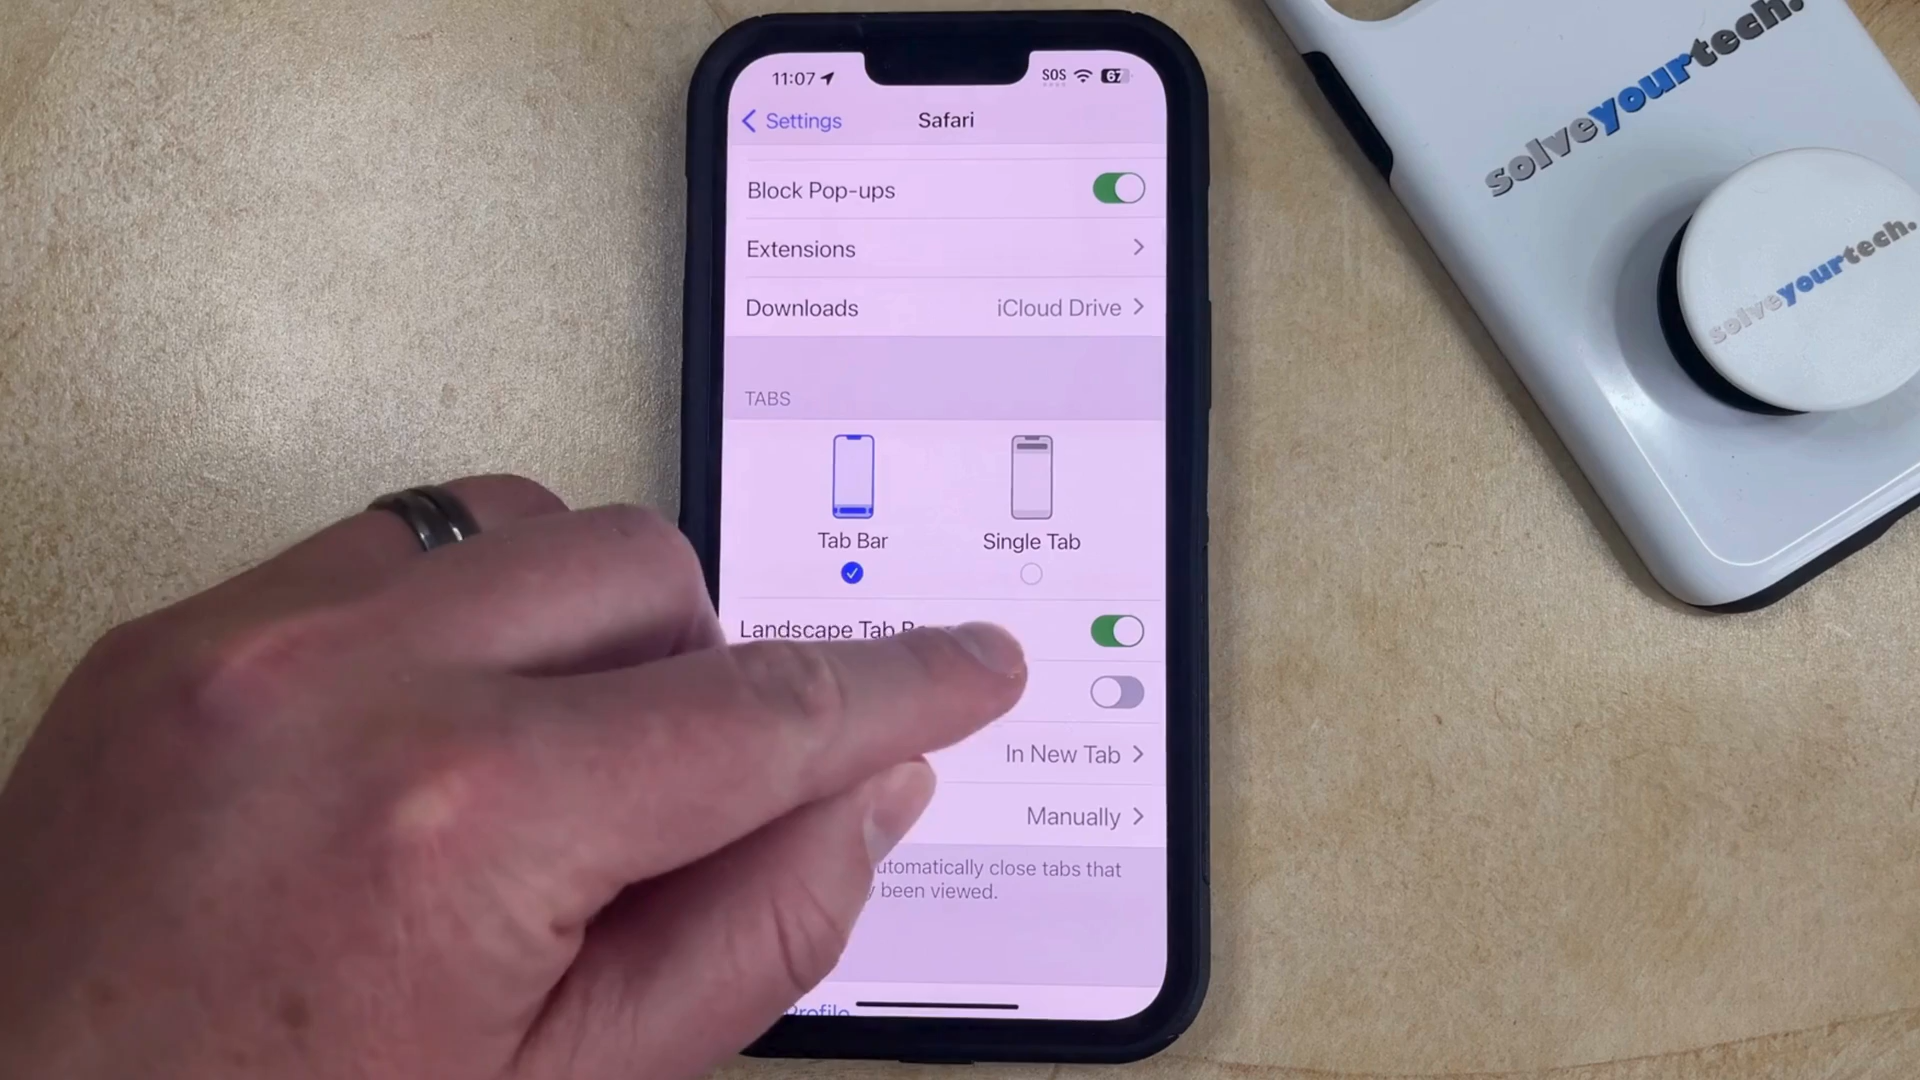 11:07
SOS 67
Settings
Safari
Block Pop-ups
Extensions
Downloads
iCloud Drive
TABS
Tab Bar
Single Tab
Landscape Tab
In New Tab
Manually
utomatically close tabs that
been viewed.
Profile
solveyourtech.
solveyourtech.